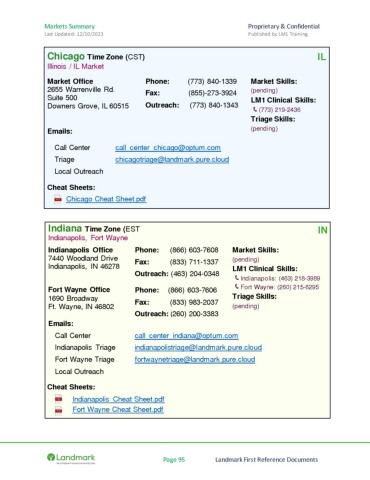 Markets Summary Proprietary & Confidential
Last Updated: 12/10/2023 Published by LM1 Training
Chicago Time Zone (CST) IL
Illinois / IL Market
Market Office Phone: (773) 840-1339 Market Skills:
2655 Warrenville Rd. Fax: (855)-273-3924 (pending)
Suite 500 LM1 Clinical Skills:
Downers Grove, IL 60515 Outreach: (773) 840-1343 (773) 219-2436
Triage Skills:
(pending)
Emails:
Call Center call_center_chicago@optum.com
Triage chicagotriage@landmark.pure.cloud
Local Outreach
Cheat Sheets:
Chicago Cheat Sheet.pdf
Indiana Time Zone (EST IN
Indianapolis, Fort Wayne
Indianapolis Office Phone: (866) 603-7608 Market Skills:
7440 Woodland Drive Fax: (833) 711-1337 (pending)
Indianapolis, IN 46278 LM1 Clinical Skills:
Outreach: (463) 204-0348 Indianapolis: (463) 218-3989
Fort Wayne Office Phone: (866) 603-7606 Fort Wayne: (260) 215-6295
1690 Broadway Fax: (833) 983-2037 Triage Skills:
Ft. Wayne, IN 46802 (pending)
Outreach: (260) 200-3383
Emails:
Call Center call_center_indiana@optum.com
Indianapolis Triage indianapolistriage@landmark.pure.cloud
Fort Wayne Triage fortwaynetriage@landmark.pure.cloud
Local Outreach
Cheat Sheets:
Indianapolis Cheat Sheet.pdf
Fort Wayne Cheat Sheet.pdf
Landmark Page 95 Landmark First Reference Documents